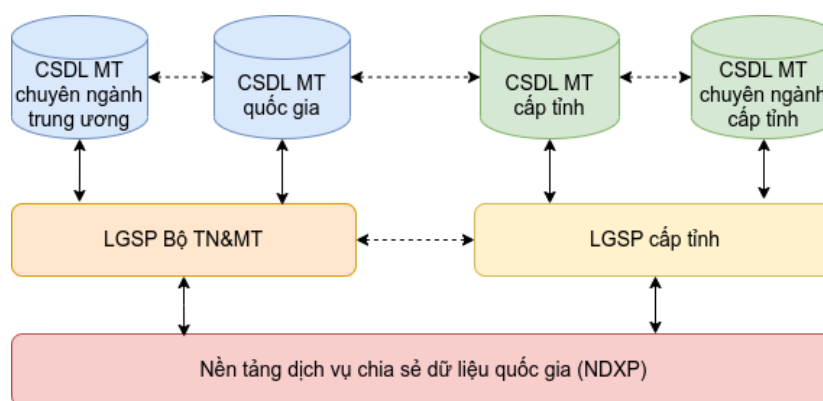 CSDL MT
chuyên ngành
trung ương
CSDL MT
quốc gia
CSDL MT
cấp tỉnh
CSDL MT
chuyên ngành
cấp tỉnh
LGSP Bộ TN&MT
LGSP cấp tỉnh
Nền tảng dịch vụ chia sẻ dữ liệu quốc gia (NDXP)